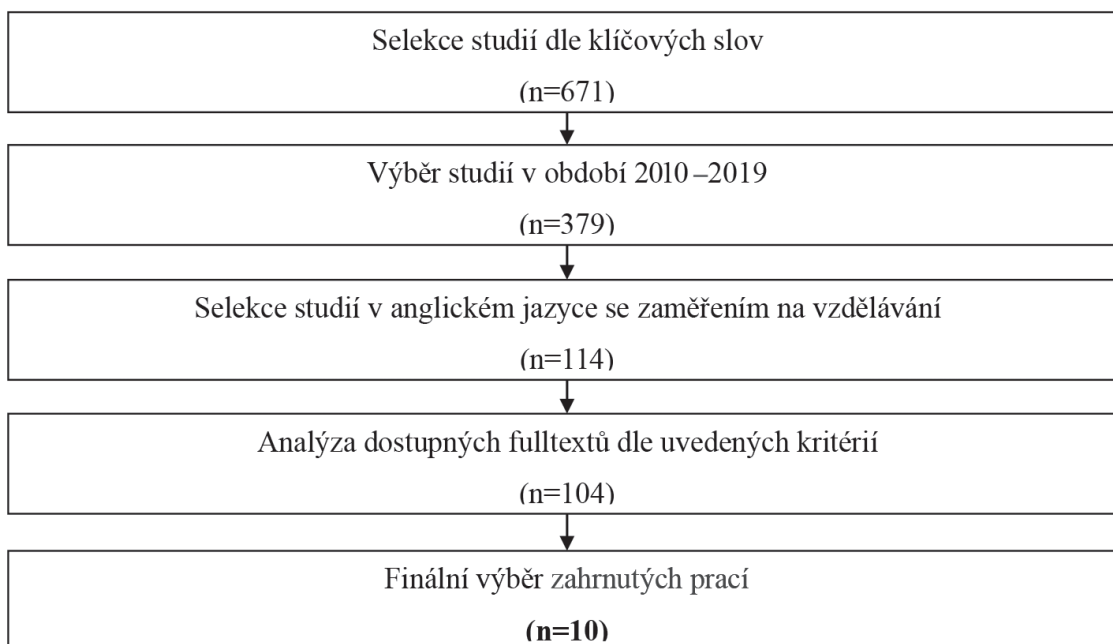 Selekce studií dle klíčových slov
(n=671)
Výběr studií v období 2010–2019
(n=379)
Selekce studií v anglickém jazyce se zaměřením na vzdělávání
(n=114)
Analýza dostupných fulltextů dle uvedených kritérií
(n=104)
Finální výběr zahrnutých prací
(n=10)